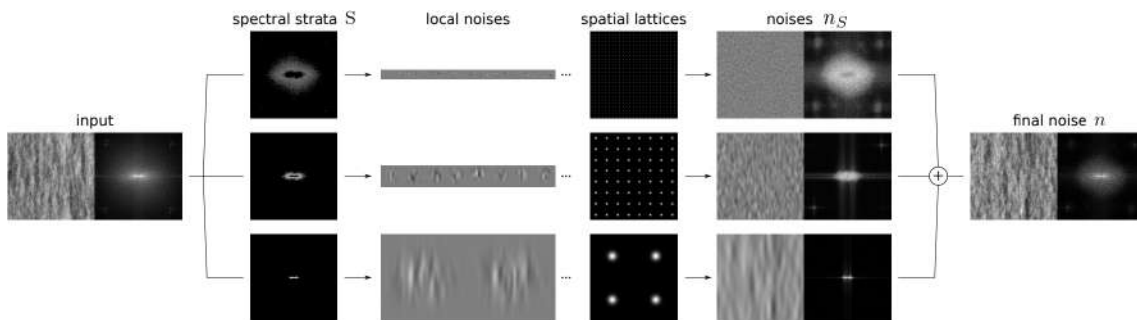 spectral strata S
local noises
spatial lattices
noises n_S
input
...
...
...
final noise n
+